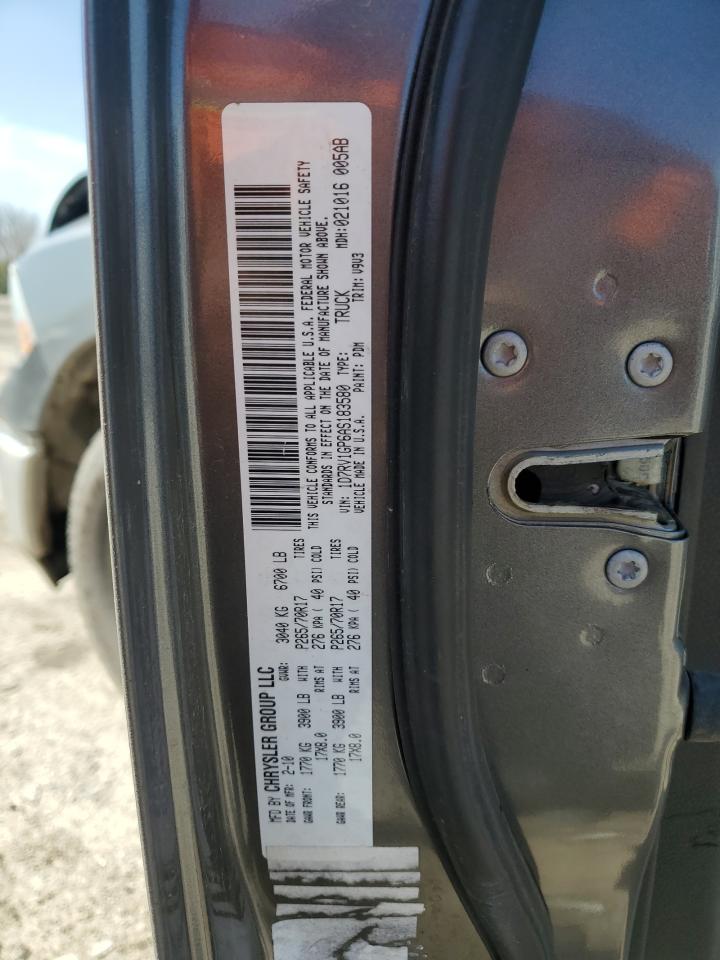 MFD BY CHRYSLER GROUP LLC
DATE OF MFR: 2-10 GVWR: 3040 KG 6700 LB
GAWR FRONT: 1770 KG 3900 LB WITH P265/70R17 TIRES
17X8.0 RIMS AT 276 KPA ( 40 PSI) COLD
GAWR REAR: 1770 KG 3900 LB WITH P265/70R17 TIRES
17X8.0 RIMS AT 276 KPA ( 40 PSI) COLD
THIS VEHICLE CONFORMS TO ALL APPLICABLE U.S.A. FEDERAL MOTOR VEHICLE SAFETY
STANDARDS IN EFFECT ON THE DATE OF MANUFACTURE SHOWN ABOVE.
VIN: 1D7RV1GP6AS183580 TYPE: TRUCK MDH:021016 005AB
VEHICLE MADE IN U.S.A. PAINT: PDM TRIM: V9V3